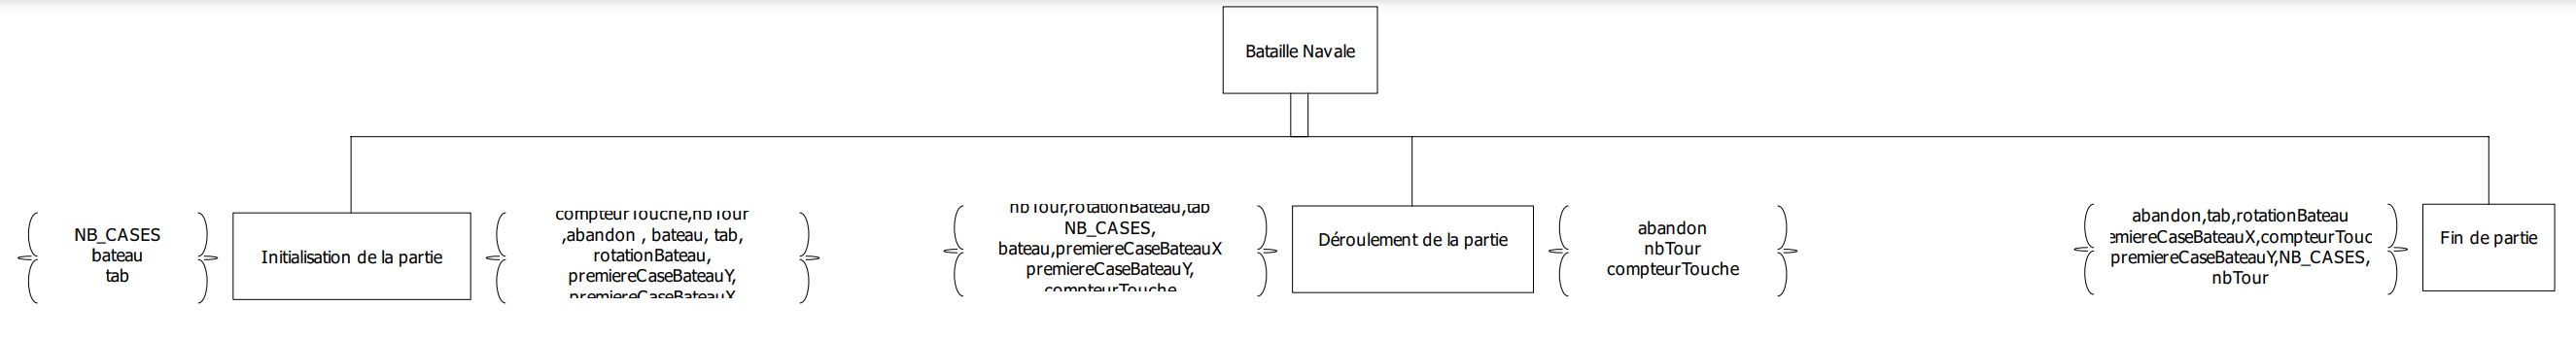 Bataille Navale
NB_CASES
bateau
tab
Initialisation de la partie
compteurTouche,nbTour
,abandon , bateau, tab,
rotationBateau,
premiereCaseBateauY,
premiereCaseBateauX
nbTour,rotationBateau,tab
NB_CASES,
bateau,premiereCaseBateauX
premiereCaseBateauY,
compteurTouche
Déroulement de la partie
abandon
nbTour
compteurTouche
abandon,tab,rotationBateau
emiereCaseBateauX,compteurTouc
premiereCaseBateauY,NB_CASES,
nbTour
Fin de partie